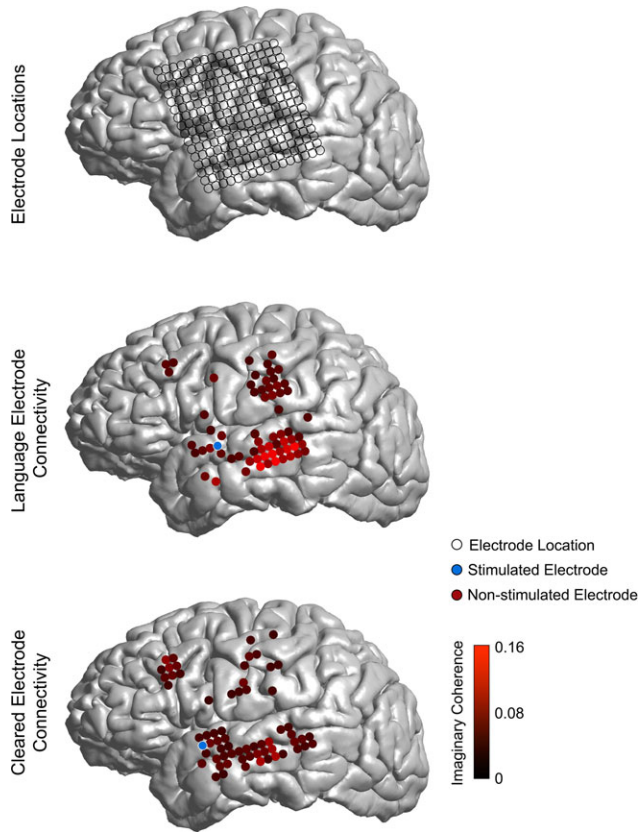 Electrode Locations
Language Electrode
Connectivity
Electrode Location
Stimulated Electrode
Non-stimulated Electrode
Cleared Electrode
Connectivity
Imaginary Coherence
0.16
0.08
0